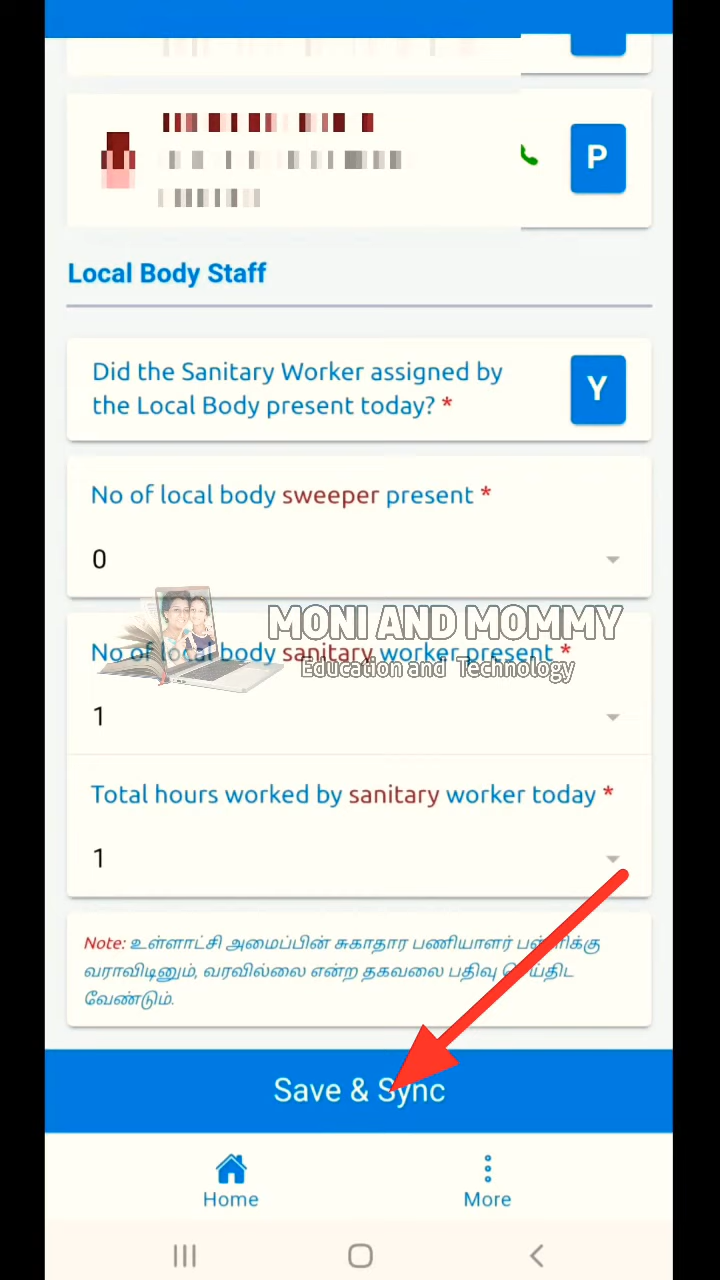 P
Local Body Staff
Did the Sanitary Worker assigned by
the Local Body present today? *
Y
No of local body sweeper present *
0
MONI AND MOMMY
No of local body sanitary worker present *
Education and Technology
1
Total hours worked by sanitary worker today *
1
Note: உள்ளாட்சி அமைப்பின் சுகாதார பணியாளர் பள்ளிக்கு
வராவிடினும், வரவில்லை என்ற தகவலை பதிவு செய்திட
வேண்டும்.
Save & Sync
Home
More